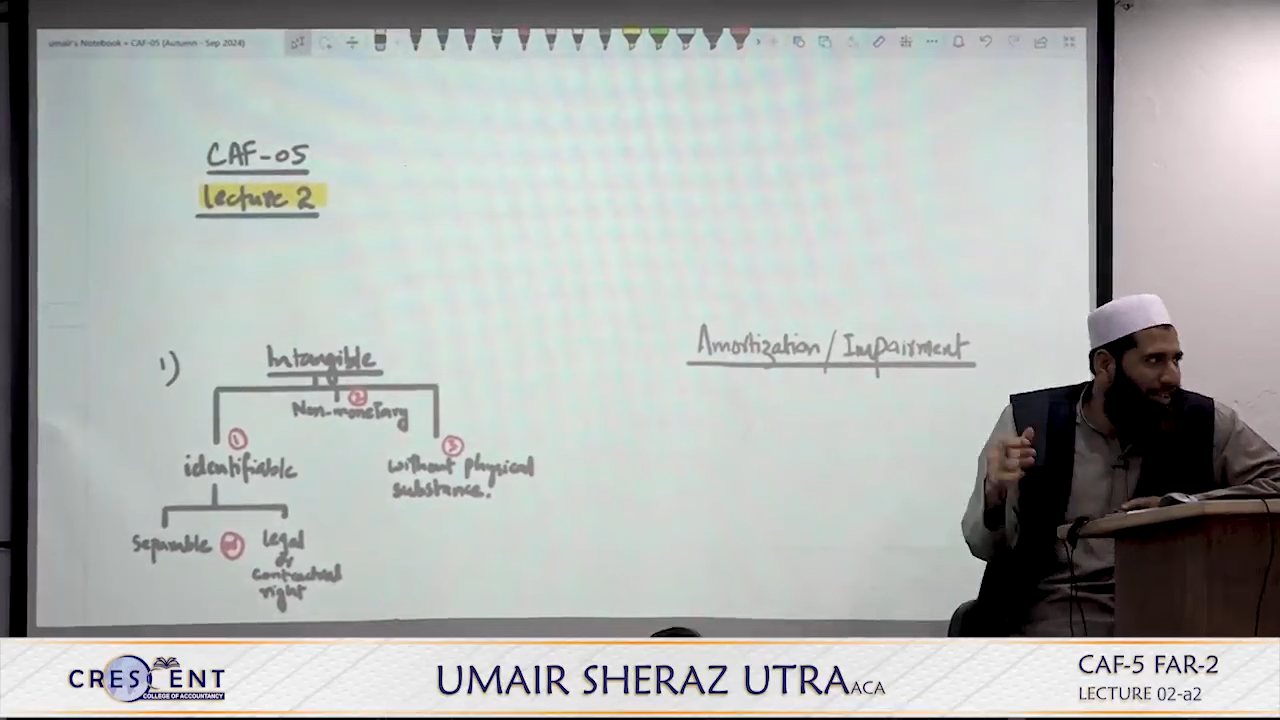 umair's Notebook » CAF-05 (Autumn - Sep 2024)
CAF-05
lecture 2
1)
Intangible
Amortization / Impairment
②
Non-monetary
①
identifiable
③
without physical
substance.
Separable
legal
or
contractual
right
CRESCENT
COLLEGE OF ACCOUNTANCY
UMAIR SHERAZ UTRA ACA
CAF-5 FAR-2
LECTURE 02-a2